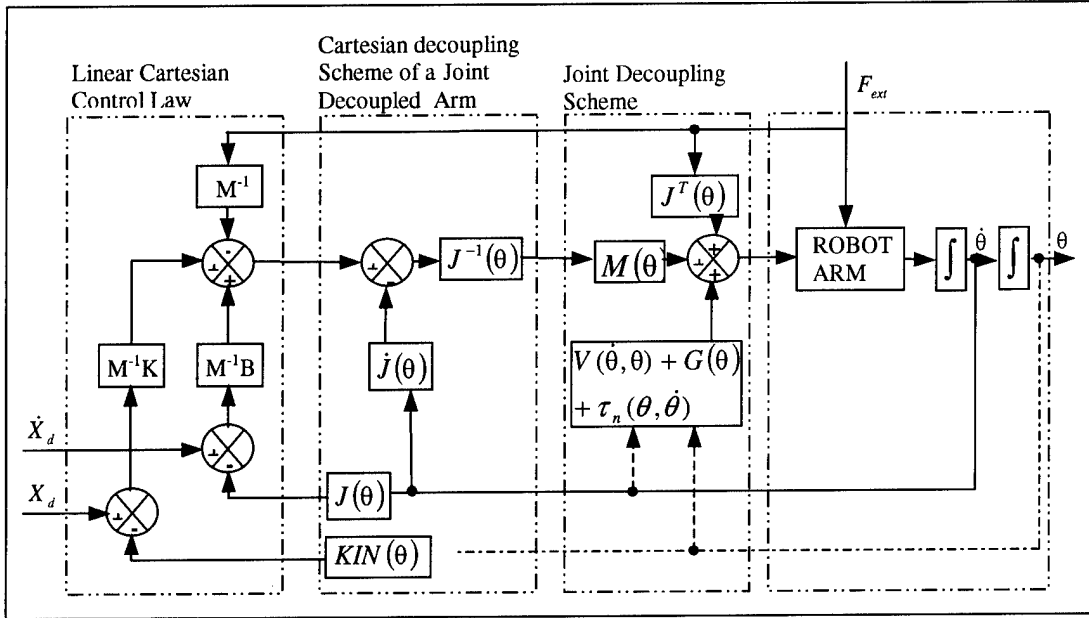 Linear Cartesian
Control Law
Cartesian decoupling
Scheme of a Joint
Decoupled Arm
Joint Decoupling
Scheme
F_ext
M⁻¹
J^T(θ)
J⁻¹(θ)
M(θ
ROBOT
ARM
∫
θ̇
∫
θ
M⁻¹K
M⁻¹B
J̇(θ)
V(θ̇,θ) + G(θ)
+ τ_n(θ,θ̇)
Ẋ_d
X_d
J(θ)
KIN(θ)